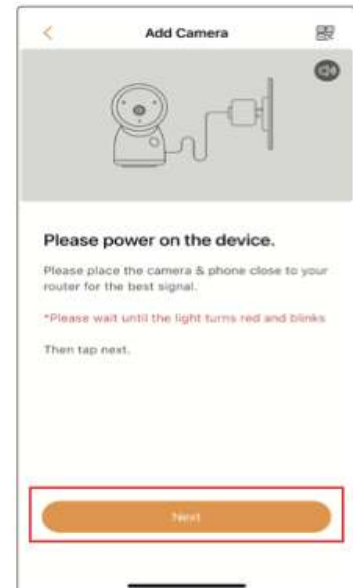 Add Camera
Please power on the device.
Please place the camera & phone close to your
router for the best signal.
*Please wait until the light turns red and blinks
Then tap next.
Next